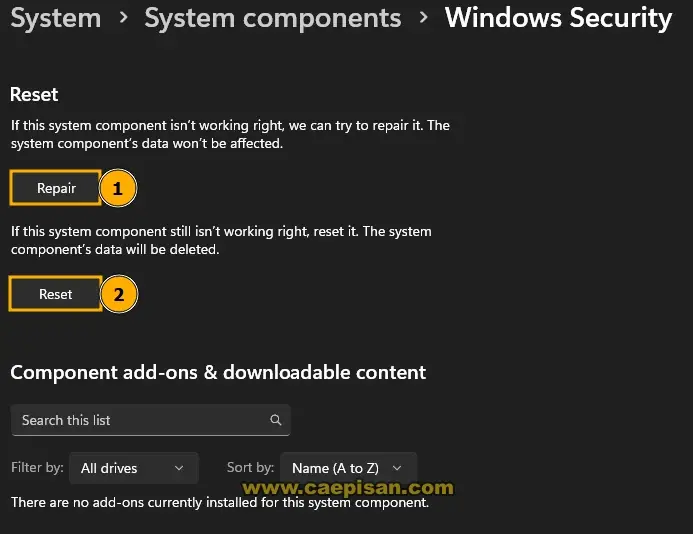 System > System components > Windows Security
Reset
If this system component isn't working right, we can try to repair it. The
system component's data won't be affected.
Repair 1
If this system component still isn't working right, reset it. The system
component's data will be deleted.
Reset 2
Component add-ons & downloadable content
Search this list
Filter by: All drives Sort by: Name (A to Z)
www.caepisan.com
There are no add-ons currently installed for this system component.